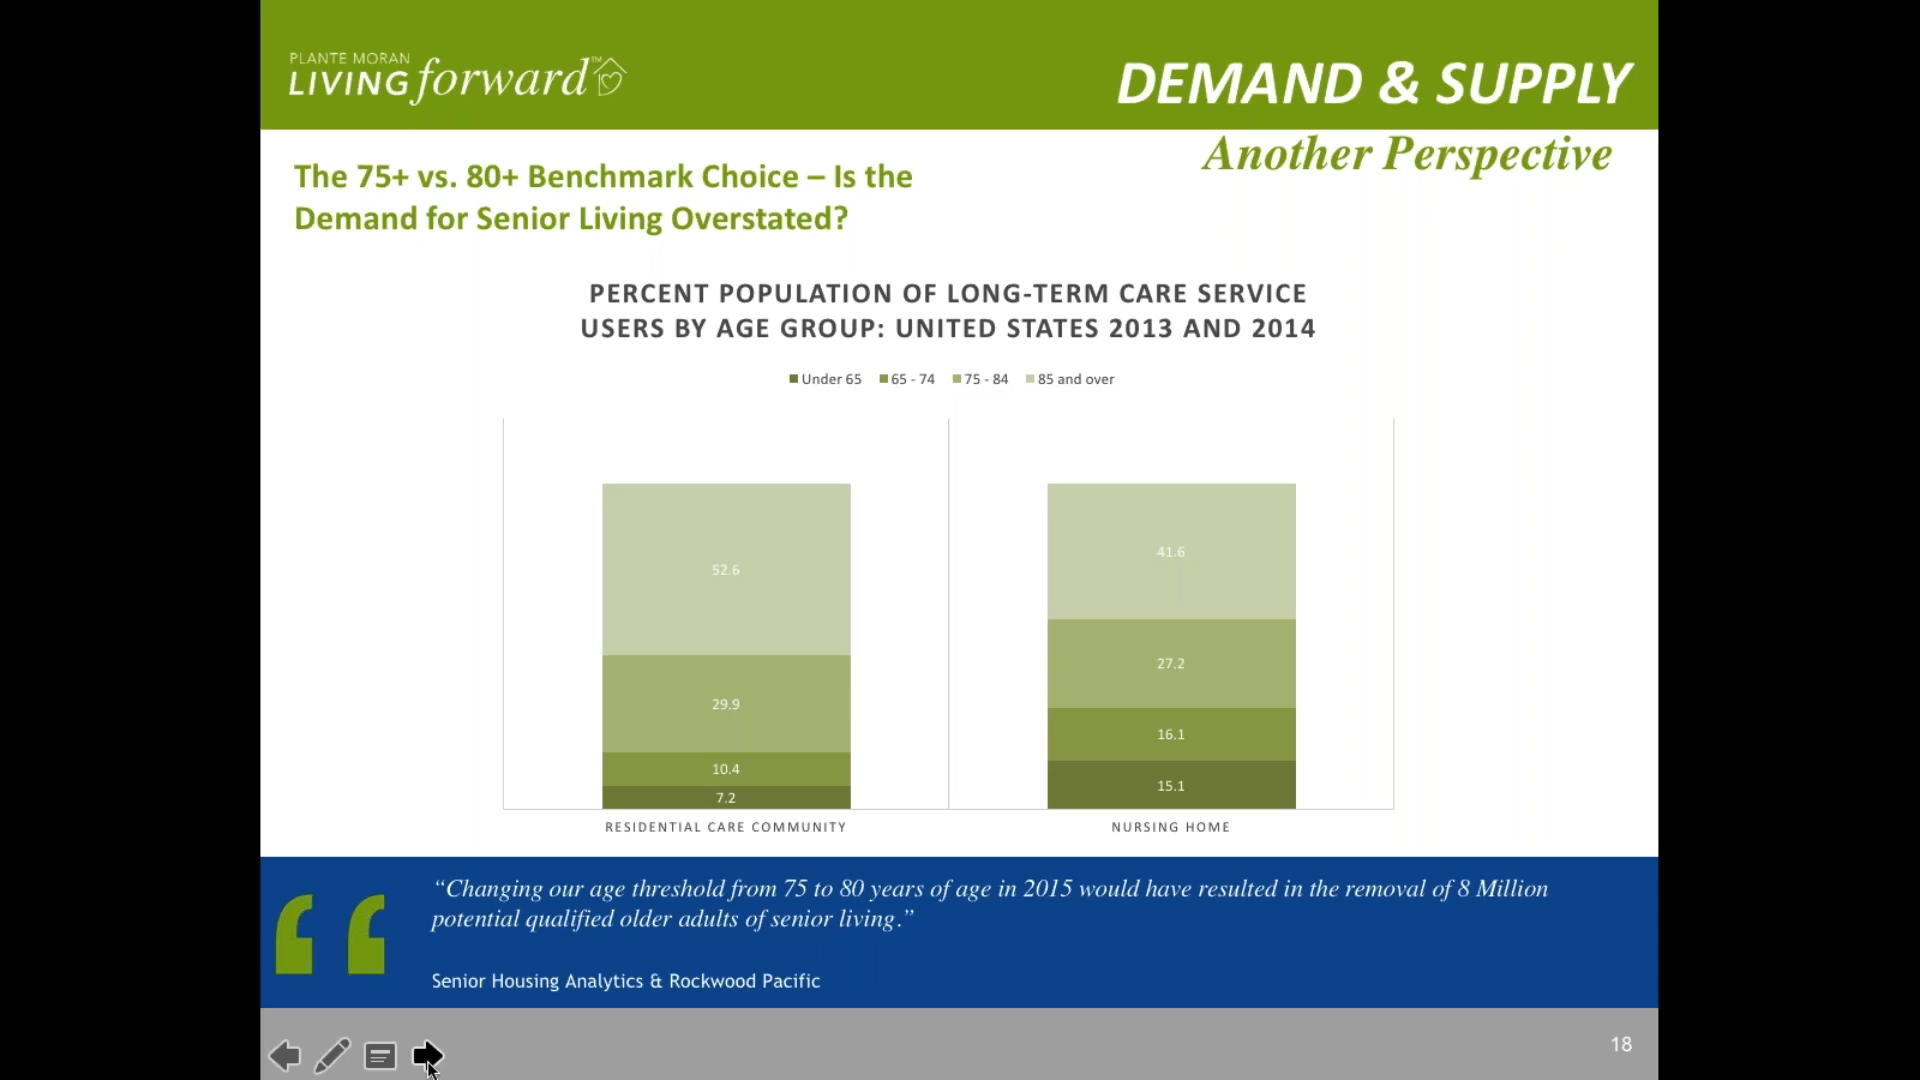 PLANTE MORAN
LIVING forward™
DEMAND & SUPPLY
Another Perspective
The 75+ vs. 80+ Benchmark Choice – Is the
Demand for Senior Living Overstated?
PERCENT POPULATION OF LONG-TERM CARE SERVICE
USERS BY AGE GROUP: UNITED STATES 2013 AND 2014
Under 65 65 - 74 75 - 84 85 and over
52.6
29.9
10.4
7.2
RESIDENTIAL CARE COMMUNITY
41.6
27.2
16.1
15.1
NURSING HOME
“Changing our age threshold from 75 to 80 years of age in 2015 would have resulted in the removal of 8 Million
potential qualified older adults of senior living.”
Senior Housing Analytics & Rockwood Pacific
18